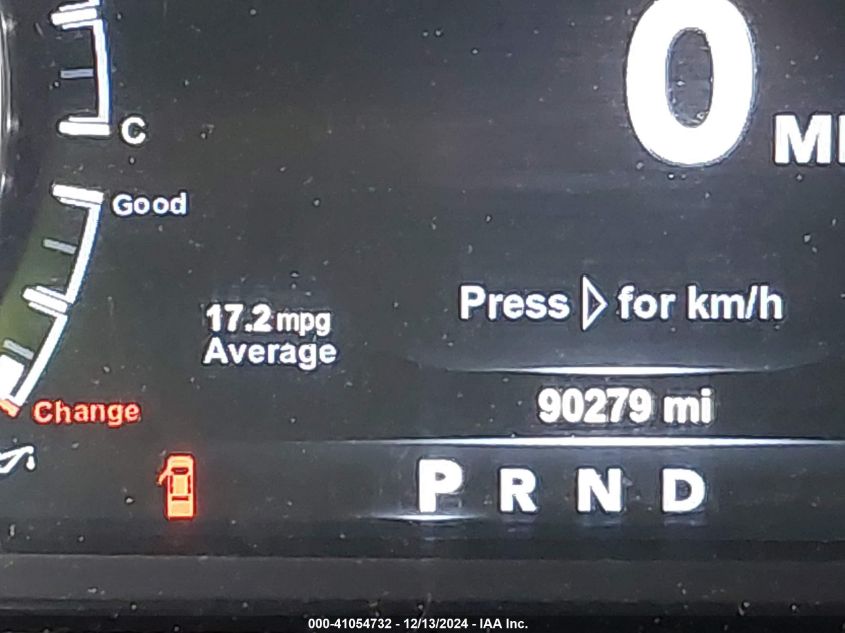 0
C
MP
Good
17.2 mpg
Average
Press ▷ for km/h
90279 mi
Change
P R N D
000-41054732 - 12/13/2024 - IAA Inc.